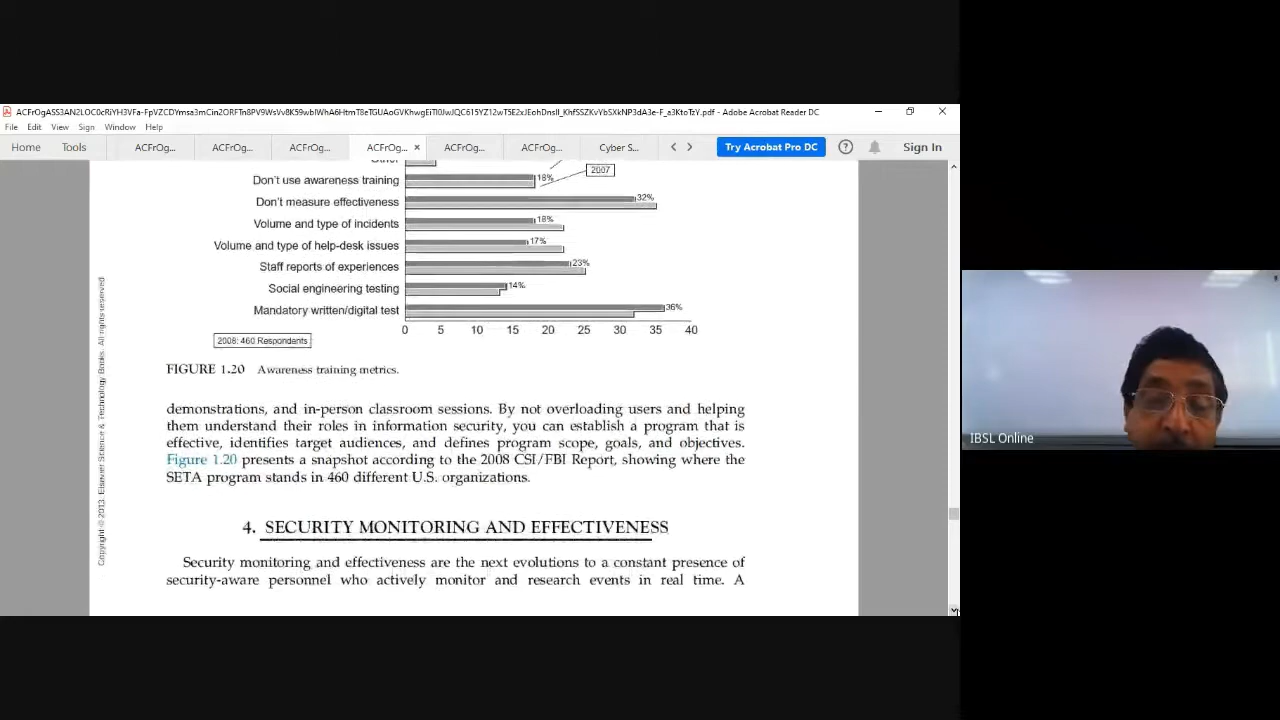 ACFrOgASS3AN2LOC0cRiYH3VFa-FpVZCDYmsa3mCin2ORFTn8PV9WsVv8K59wbIWhA6HtmT8eTGUAoGVKhwgEiTl0JwJQC615YZ12wT5E2xJEohDnsII_KhfSSZKvYbSXkNP3dA3e-F_a3KtoTzY.pdf - Adobe Acrobat Reader DC
File Edit View Sign Window Help
Home Tools ACFrOg... ACFrOg... ACFrOg... ACFrOg... × ACFrOg... ACFrOg... Cyber S... Try Acrobat Pro DC Sign In
Other
2007
Don't use awareness training 18%
Don't measure effectiveness 32%
Volume and type of incidents 18%
Volume and type of help-desk issues 17%
Staff reports of experiences 23%
Social engineering testing 14%
Mandatory written/digital test 36%
0 5 10 15 20 25 30 35 40
2008: 460 Respondents
FIGURE 1.20 Awareness training metrics.
demonstrations, and in-person classroom sessions. By not overloading users and helping
them understand their roles in information security, you can establish a program that is
effective, identifies target audiences, and defines program scope, goals, and objectives.
Figure 1.20 presents a snapshot according to the 2008 CSI/FBI Report, showing where the
SETA program stands in 460 different U.S. organizations.
4. SECURITY MONITORING AND EFFECTIVENESS
Security monitoring and effectiveness are the next evolutions to a constant presence of
security-aware personnel who actively monitor and research events in real time. A
Copyright © 2013. Elsevier Science & Technology Books. All rights reserved
IBSL Online